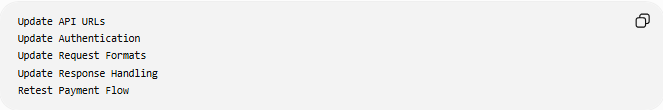 Update API URLs
Update Authentication
Update Request Formats
Update Response Handling
Retest Payment Flow